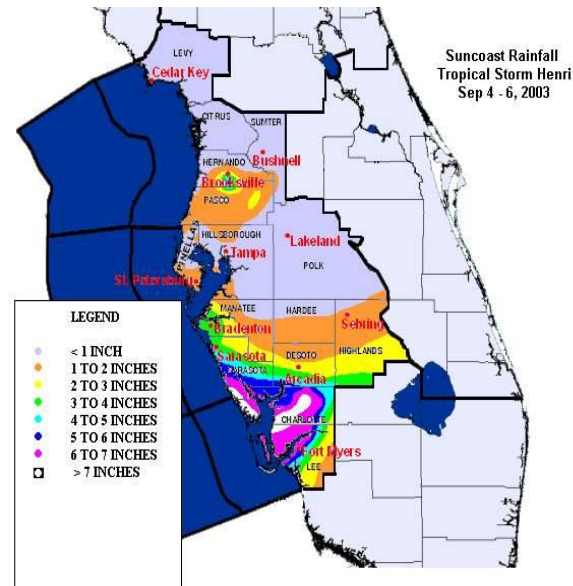 Suncoast Rainfall
Tropical Storm Henri
Sep 4 - 6, 2003
LEVY
Cedar Key
CITRUS
SUMTER
Bushnell
HERNANDO
Brooksville
PASCO
HILLSBOROUGH
Tampa
Lakeland
POLK
PINELLAS
St. Petersburg
MANATEE
HARDEE
Bradenton
Sebring
Sarasota
DESOTO
HIGHLANDS
SARASOTA
Arcadia
CHARLOTTE
Fort Myers
LEE
LEGEND
< 1 INCH
1 TO 2 INCHES
2 TO 3 INCHES
3 TO 4 INCHES
4 TO 5 INCHES
5 TO 6 INCHES
6 TO 7 INCHES
> 7 INCHES